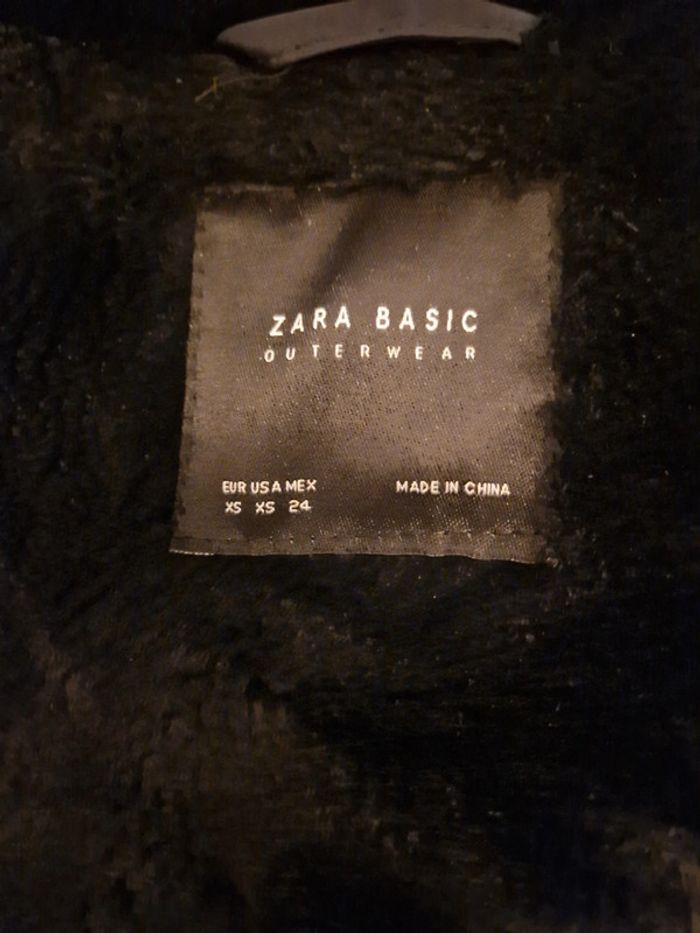 ZARA BASIC
OUTERWEAR
EUR USA MEX
XS XS 24
MADE IN CHINA